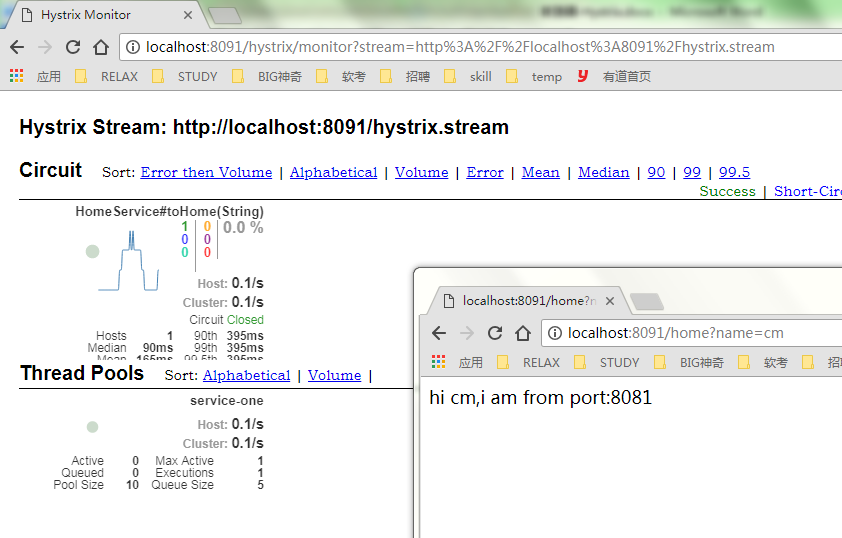 Hystrix Monitor
localhost:8091/hystrix/monitor?stream=http%3A%2F%2Flocalhost%3A8091%2Fhystrix.stream
应用 RELAX STUDY BIG神奇 软考 招聘 skill temp 有道首页
Hystrix Stream: http://localhost:8091/hystrix.stream
Circuit Sort: Error then Volume | Alphabetical | Volume | Error | Mean | Median | 90 | 99 | 99.5
Success | Short-Circ
HomeService#toHome(String)
1 0 0.0 %
0 0
0 0
Host: 0.1/s
Cluster: 0.1/s
Circuit Closed
Hosts 1 90th 395ms
Median 90ms 99th 395ms
Mean 165ms 99.5th 395ms
Thread Pools Sort: Alphabetical | Volume |
service-one
Host: 0.1/s
Cluster: 0.1/s
Active 0 Max Active 1
Queued 0 Executions 1
Pool Size 10 Queue Size 5
localhost:8091/home?n
localhost:8091/home?name=cm
应用 RELAX STUDY BIG神奇 软考 招
hi cm,i am from port:8081